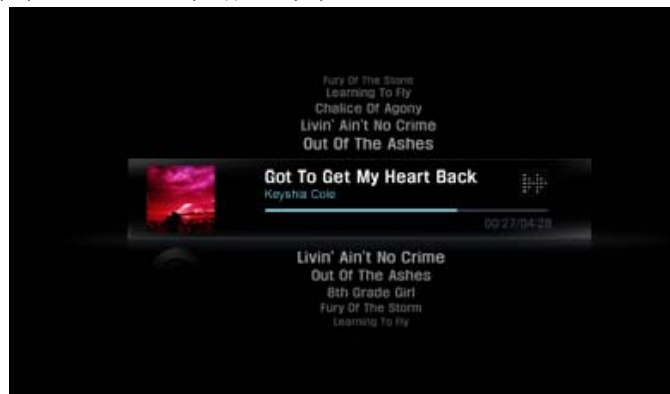 Fury Of The Storm
Learning To Fly
Chalice Of Agony
Livin' Ain't No Crime
Out Of The Ashes
Got To Get My Heart Back
Keyshia Cole
00:27/04:28
Livin' Ain't No Crime
Out Of The Ashes
8th Grade Girl
Fury Of The Storm
Learning To Fly